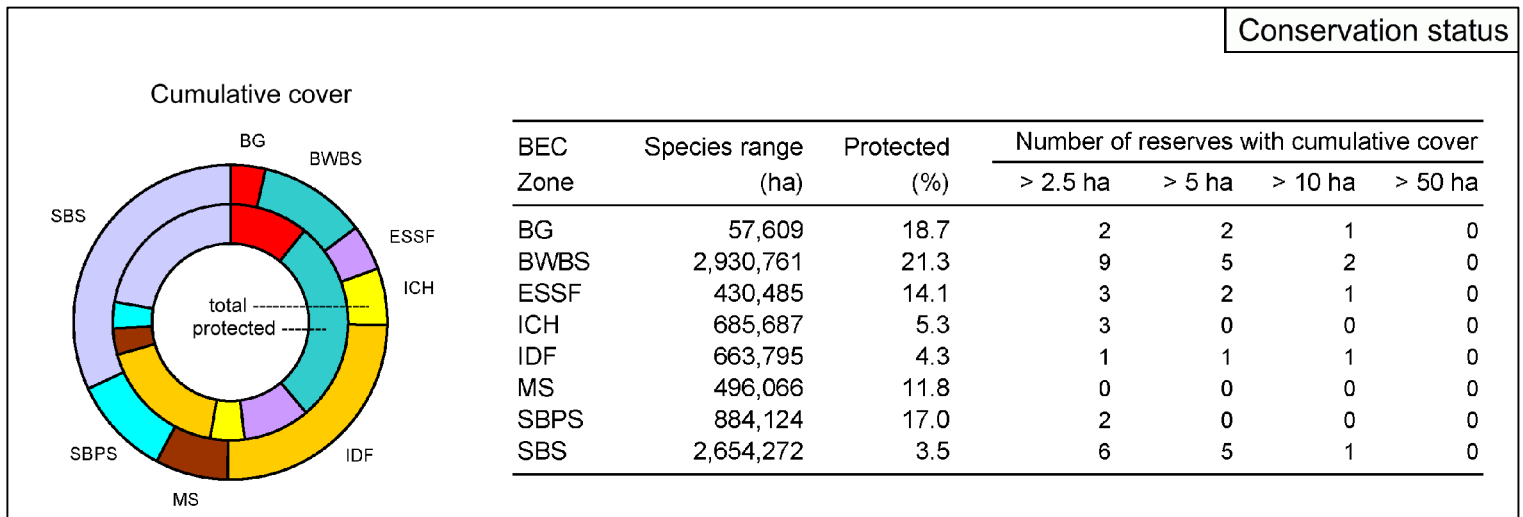 Conservation status
Cumulative cover
BG
BWBS
ESSF
ICH
IDF
MS
SBPS
SBS
total
protected
BEC Species range Protected Number of reserves with cumulative cover
Zone (ha) (%) > 2.5 ha > 5 ha > 10 ha > 50 ha
BG 57,609 18.7 2 2 1 0
BWBS 2,930,761 21.3 9 5 2 0
ESSF 430,485 14.1 3 2 1 0
ICH 685,687 5.3 3 0 0 0
IDF 663,795 4.3 1 1 1 0
MS 496,066 11.8 0 0 0 0
SBPS 884,124 17.0 2 0 0 0
SBS 2,654,272 3.5 6 5 1 0